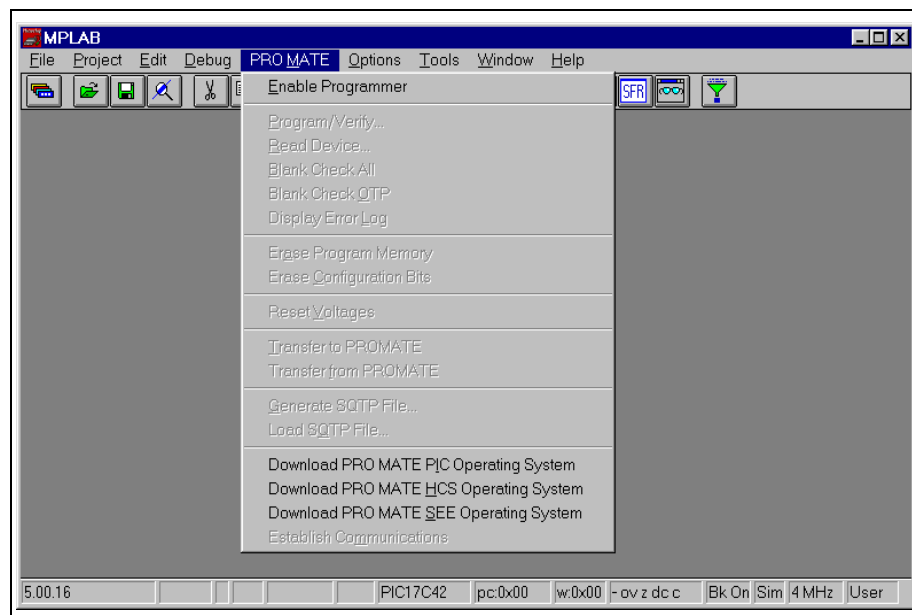 MPLAB
File Project Edit Debug PRO MATE Options Tools Window Help
SFR
Enable Programmer
Program/Verify...
Read Device...
Blank Check All
Blank Check OTP
Display Error Log
Erase Program Memory
Erase Configuration Bits
Reset Voltages
Transfer to PROMATE
Transfer from PROMATE
Generate SQTP File...
Load SQTP File...
Download PRO MATE PIC Operating System
Download PRO MATE HCS Operating System
Download PRO MATE SEE Operating System
Establish Communications
5.00.16 PIC17C42 pc:0x00 w:0x00 - ov z dc c Bk On Sim 4 MHz User